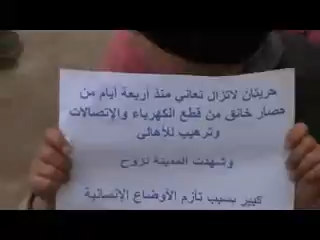 حريتان لاتزال تعاني منذ أربعة أيام من
حصار خانق من قطع الكهرباء والإتصالات
وترهيب للأهالي
وشهدت المدينة نزوح
كبير بسبب تأزم الأوضاع الإنسانية